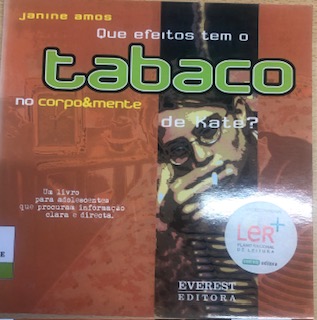 janine amos
Que efeitos tem o
tabaco
no corpo&mente
de Kate?
Um livro
para adolescentes
que procuram informação
clara e directa.
Ler+
EVEREST
EDITORA